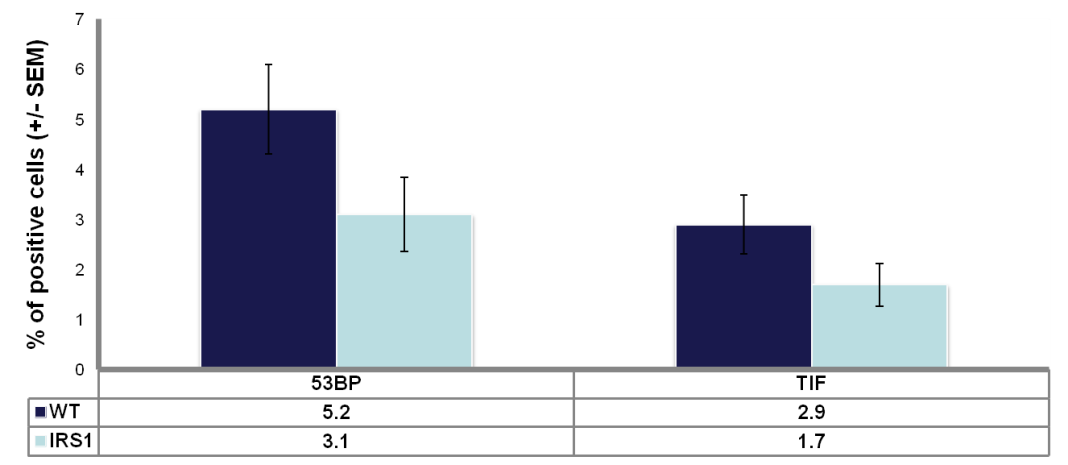 % of positive cells (+/- SEM)
7
6
5
4
3
2
1
0
53BP TIF
WT 5.2 2.9
IRS1 3.1 1.7